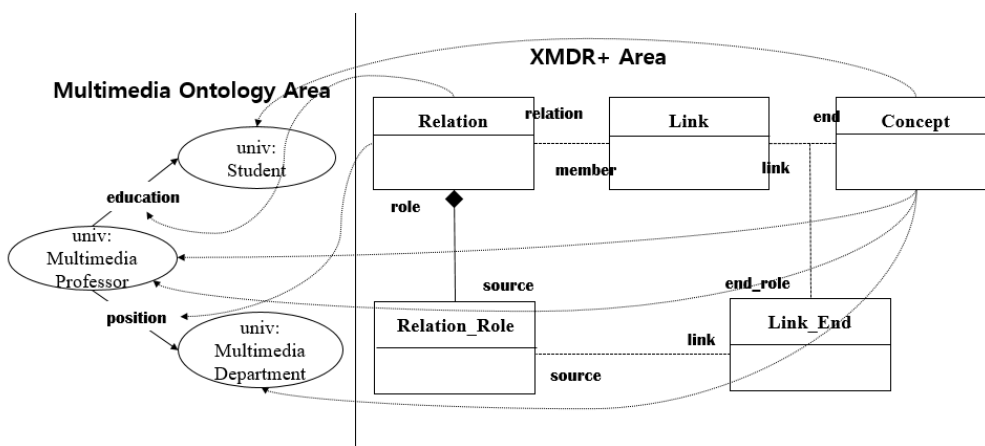 XMDR+ Area
Multimedia Ontology Area
univ:
Student
education
univ:
Multimedia
Professor
position
univ:
Multimedia
Department
Relation
relation
member
Link
end
link
Concept
role
source
end_role
Relation_Role
source
link
Link_End